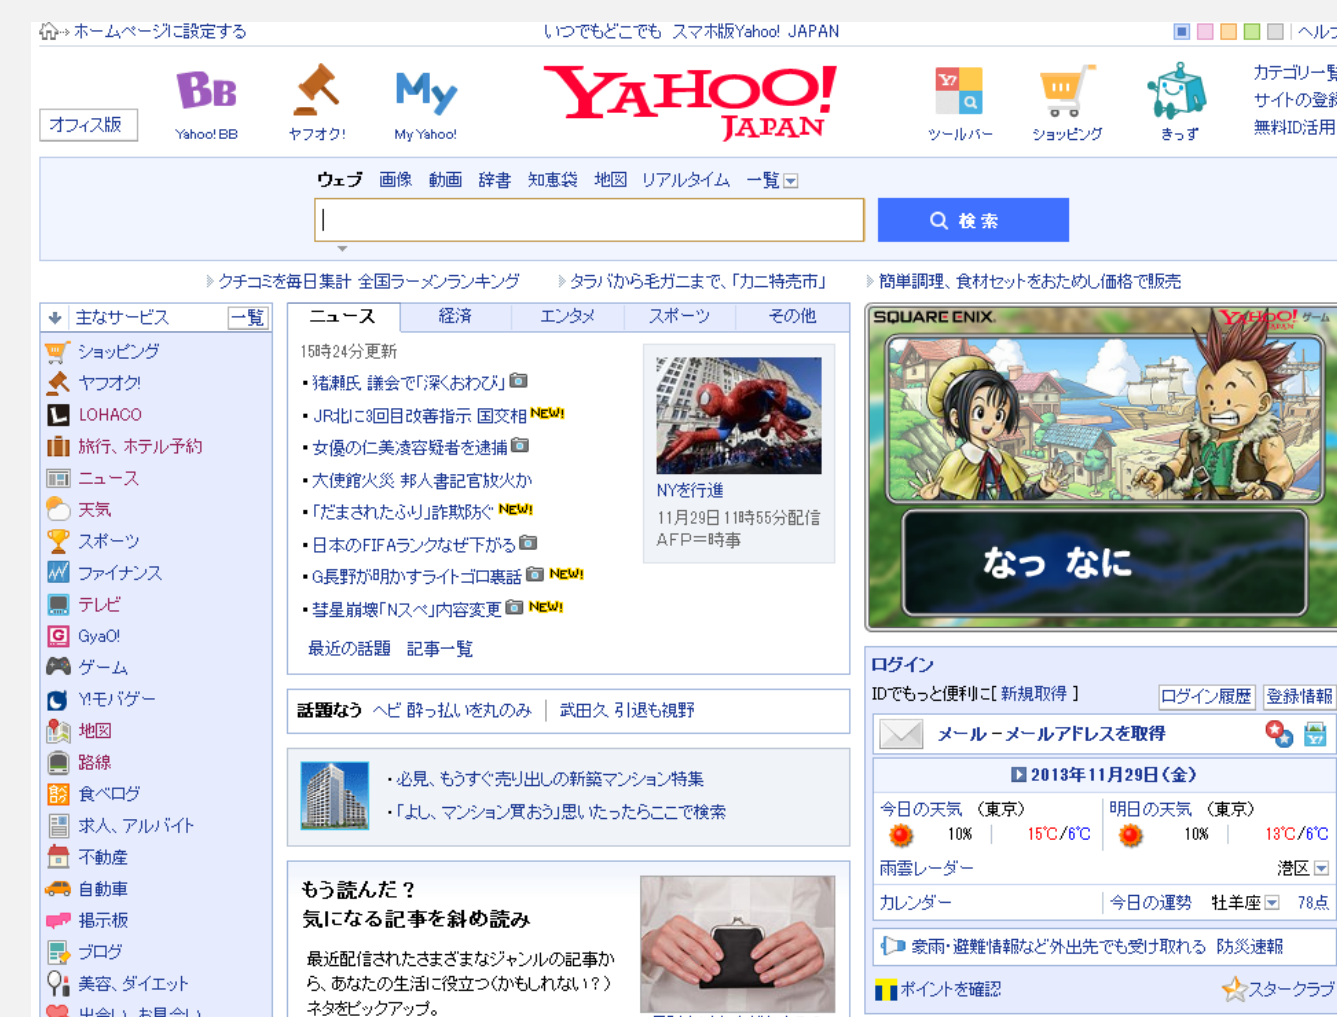 ホームページに設定する
いつでもどこでも スマホ版Yahoo! JAPAN
ヘルプ
オフィス版
BB
Yahoo! BB
ヤフオク!
My
My Yahoo!
YAHOO!
JAPAN
Y!
ツールバー
ショッピング
きっず
カテゴリ一覧
サイトの登録
無料ID活用
ウェブ 画像 動画 辞書 知恵袋 地図 リアルタイム 一覧
検索
クチコミを毎日集計 全国ラーメンランキング
タラバから毛ガニまで、「カニ特売市」
簡単調理、食材セットをおためし価格で販売
主なサービス 一覧
ショッピング
ヤフオク!
LOHACO
旅行、ホテル予約
ニュース
天気
スポーツ
ファイナンス
テレビ
GyaO!
ゲーム
Y!モバゲー
地図
路線
食べログ
求人、アルバイト
不動産
自動車
掲示板
ブログ
美容、ダイエット
出会い、お見合い
ニュース 経済 エンタメ スポーツ その他
15時24分更新
・猪瀬氏 議会で「深くおわび」
・JR北に3回目改善指示 国交相 NEW!
・女優の仁美凌容疑者を逮捕
・大使館火災 邦人書記官放火か
・「だまされたふり」詐欺防ぐ NEW!
・日本のFIFAランクなぜ下がる
・G長野が明かすライトゴロ裏話 NEW!
・彗星崩壊「Nスペ」内容変更 NEW!
最近の話題 記事一覧
NYを行進
11月29日11時55分配信
AFP=時事
話題なう ヘビ 酔っ払いを丸のみ 武田久 引退も視野
・必見、もうすぐ売り出しの新築マンション特集
・「よし、マンション買おう」思いたったらここで検索
もう読んだ?
気になる記事を斜め読み
最近配信されたさまざまなジャンルの記事か
ら、あなたの生活に役立つ(かもしれない?)
ネタをピックアップ。
SQUARE ENIX.
YAHOO! ゲーム
JAPAN
なっ なに
ログイン
IDでもっと便利に[ 新規取得 ]
ログイン履歴 登録情報
メール - メールアドレスを取得
2013年11月29日(金)
今日の天気 (東京)
10% 15℃/6℃
明日の天気 (東京)
10% 13℃/6℃
雨雲レーダー 港区
カレンダー 今日の運勢 牡羊座 78点
豪雨・避難情報など外出先でも受け取れる 防災速報
ポイントを確認 スタークラブ